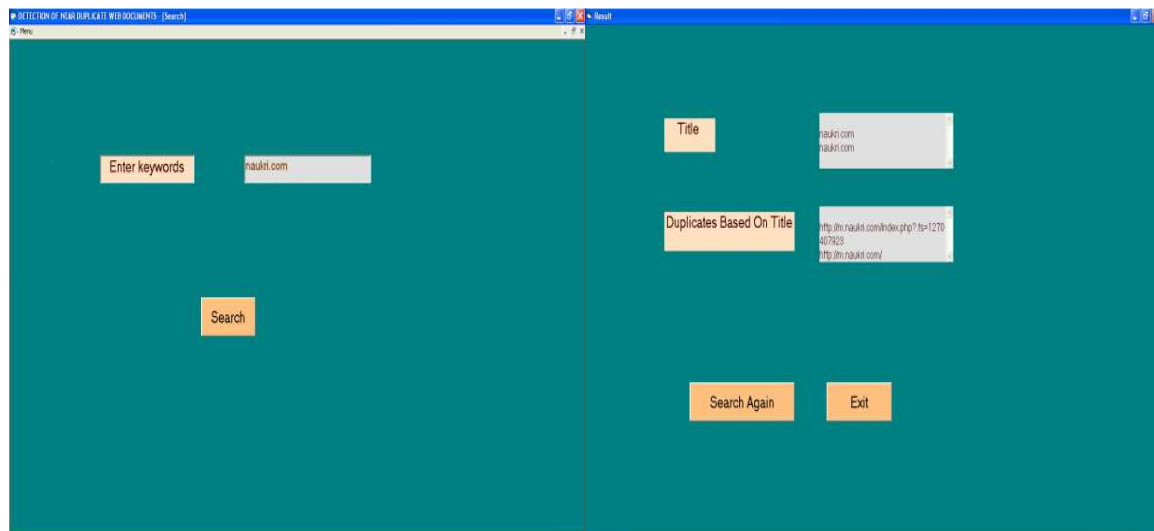 DETECTION OF NEAR DUPLICATE WEB DOCUMENTS - [Search]
Menu
Enter keywords
naukri.com
Search
Result
Title
naukri.com
naukri.com
Duplicates Based On Title
http://m.naukri.com/index.php?fs=1270
407923
http://m.naukri.com/
Search Again
Exit